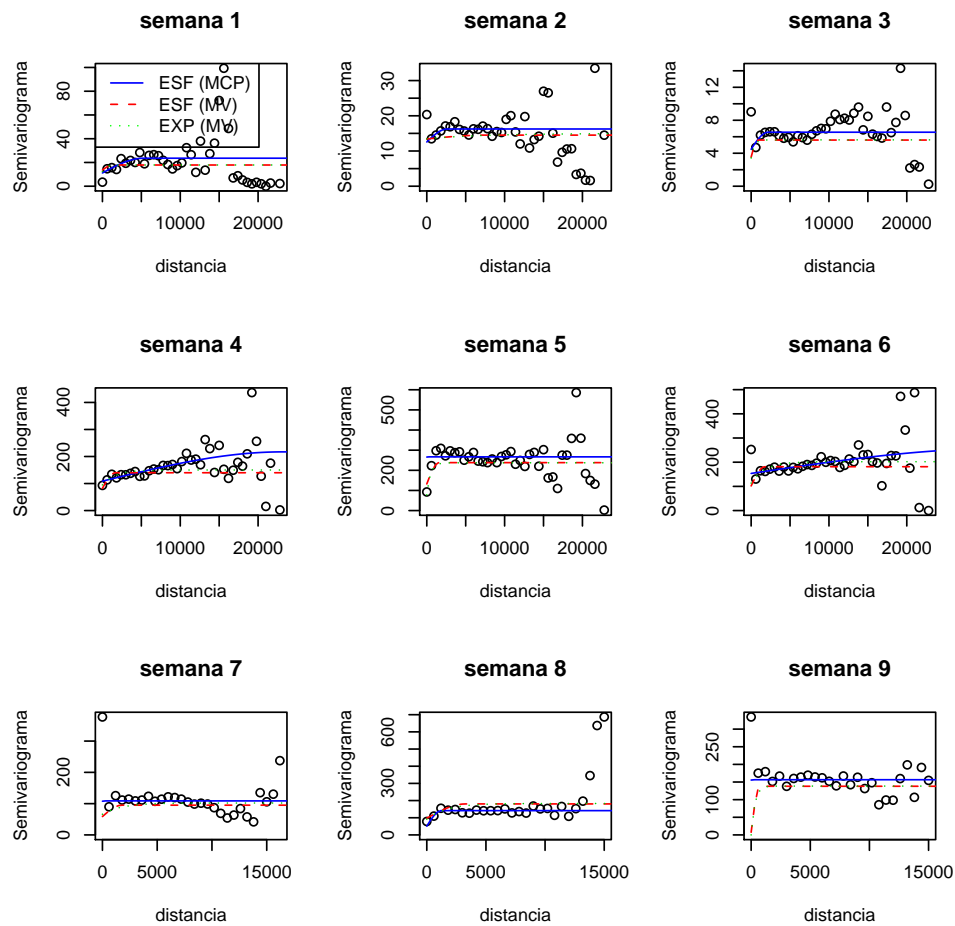 semana 1
Semivariograma
0 20 40 60 80
ESF (MCP)
ESF (MV)
EXP (MV)
0 10000 20000
distancia
semana 2
Semivariograma
0 10 20 30
0 10000 20000
distancia
semana 3
Semivariograma
0 4 8 12
0 10000 20000
distancia
semana 4
Semivariograma
0 200 400
0 10000 20000
distancia
semana 5
Semivariograma
0 200 500
0 10000 20000
distancia
semana 6
Semivariograma
0 200 400
0 10000 20000
distancia
semana 7
Semivariograma
0 200
0 5000 15000
distancia
semana 8
Semivariograma
0 300 600
0 5000 15000
distancia
semana 9
Semivariograma
0 100 250
0 5000 15000
distancia